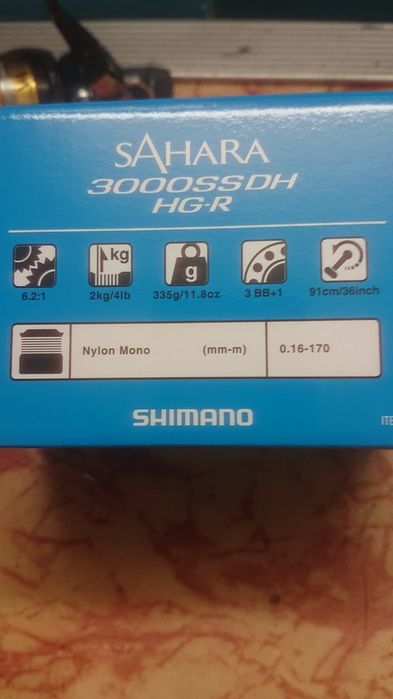 SAHARA
3000SSDH
HG-R
kg
g
6.2:1
2kg/4lb
335g/11.8oz
3 BB+1
91cm/36inch
Nylon Mono (mm-m) 0.16-170
SHIMANO
ITE